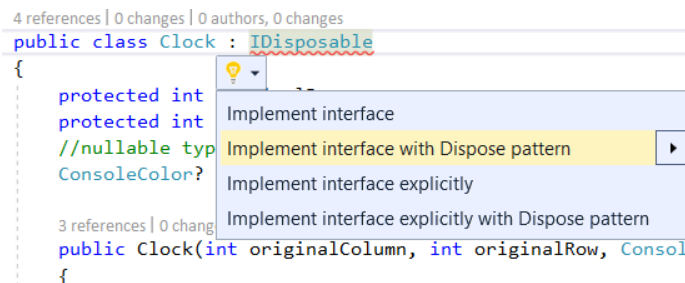 4 references | 0 changes | 0 authors, 0 changes
public class Clock : IDisposable
{
protected int
Implement interface
protected int
Implement interface with Dispose pattern
//nullable typ
ConsoleColor?
Implement interface explicitly
Implement interface explicitly with Dispose pattern
3 references | 0 chang
public Clock(int originalColumn, int originalRow, Consol
{